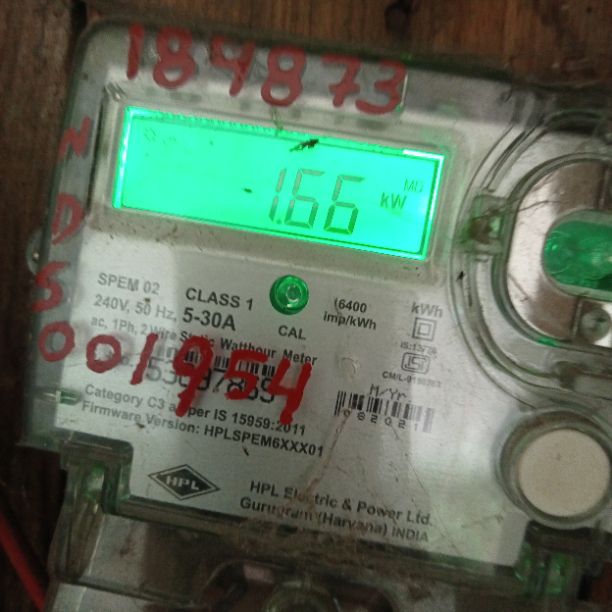 184873
MD
1.66 kW
N
D
S
001954
SPEM 02
CLASS 1
240V, 50 Hz, 5-30A
ac, 1Ph, 2 Wire Static Watthour Meter
CAL
6400
imp/kWh
kWh
Category C3 as per IS 15959:2011
Firmware Version: HPLSPEM6XXX01
M/Yr
062021
HPL
HPL Electric & Power Ltd.
Gurugram (Haryana) INDIA